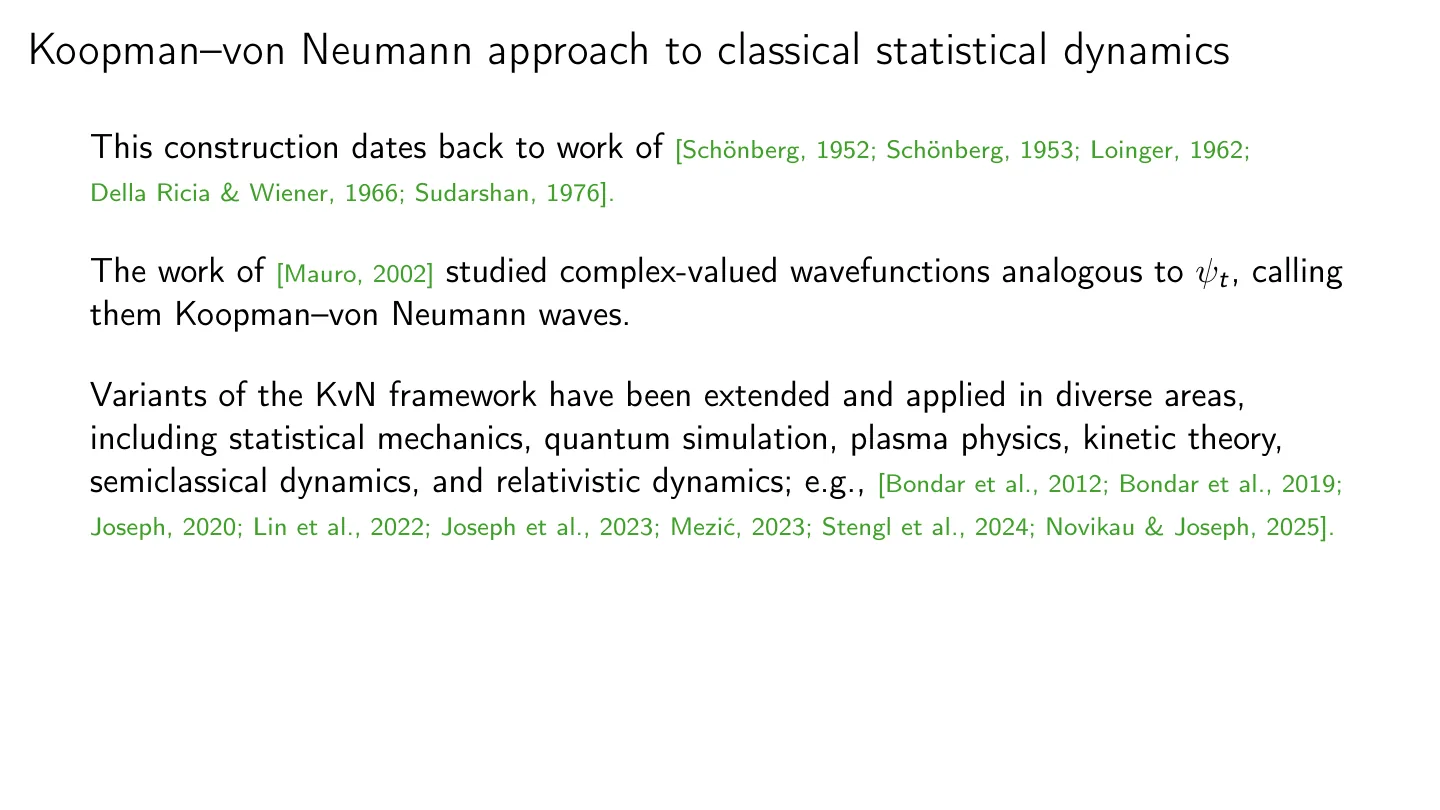 Koopman–von Neumann approach to classical statistical dynamics
This construction dates back to work of [Schönberg, 1952; Schönberg, 1953; Loinger, 1962;
Della Ricia & Wiener, 1966; Sudarshan, 1976].
The work of [Mauro, 2002] studied complex-valued wavefunctions analogous to ψₜ, calling
them Koopman–von Neumann waves.
Variants of the KvN framework have been extended and applied in diverse areas,
including statistical mechanics, quantum simulation, plasma physics, kinetic theory,
semiclassical dynamics, and relativistic dynamics; e.g., [Bondar et al., 2012; Bondar et al., 2019;
Joseph, 2020; Lin et al., 2022; Joseph et al., 2023; Mezić, 2023; Stengl et al., 2024; Novikau & Joseph, 2025].